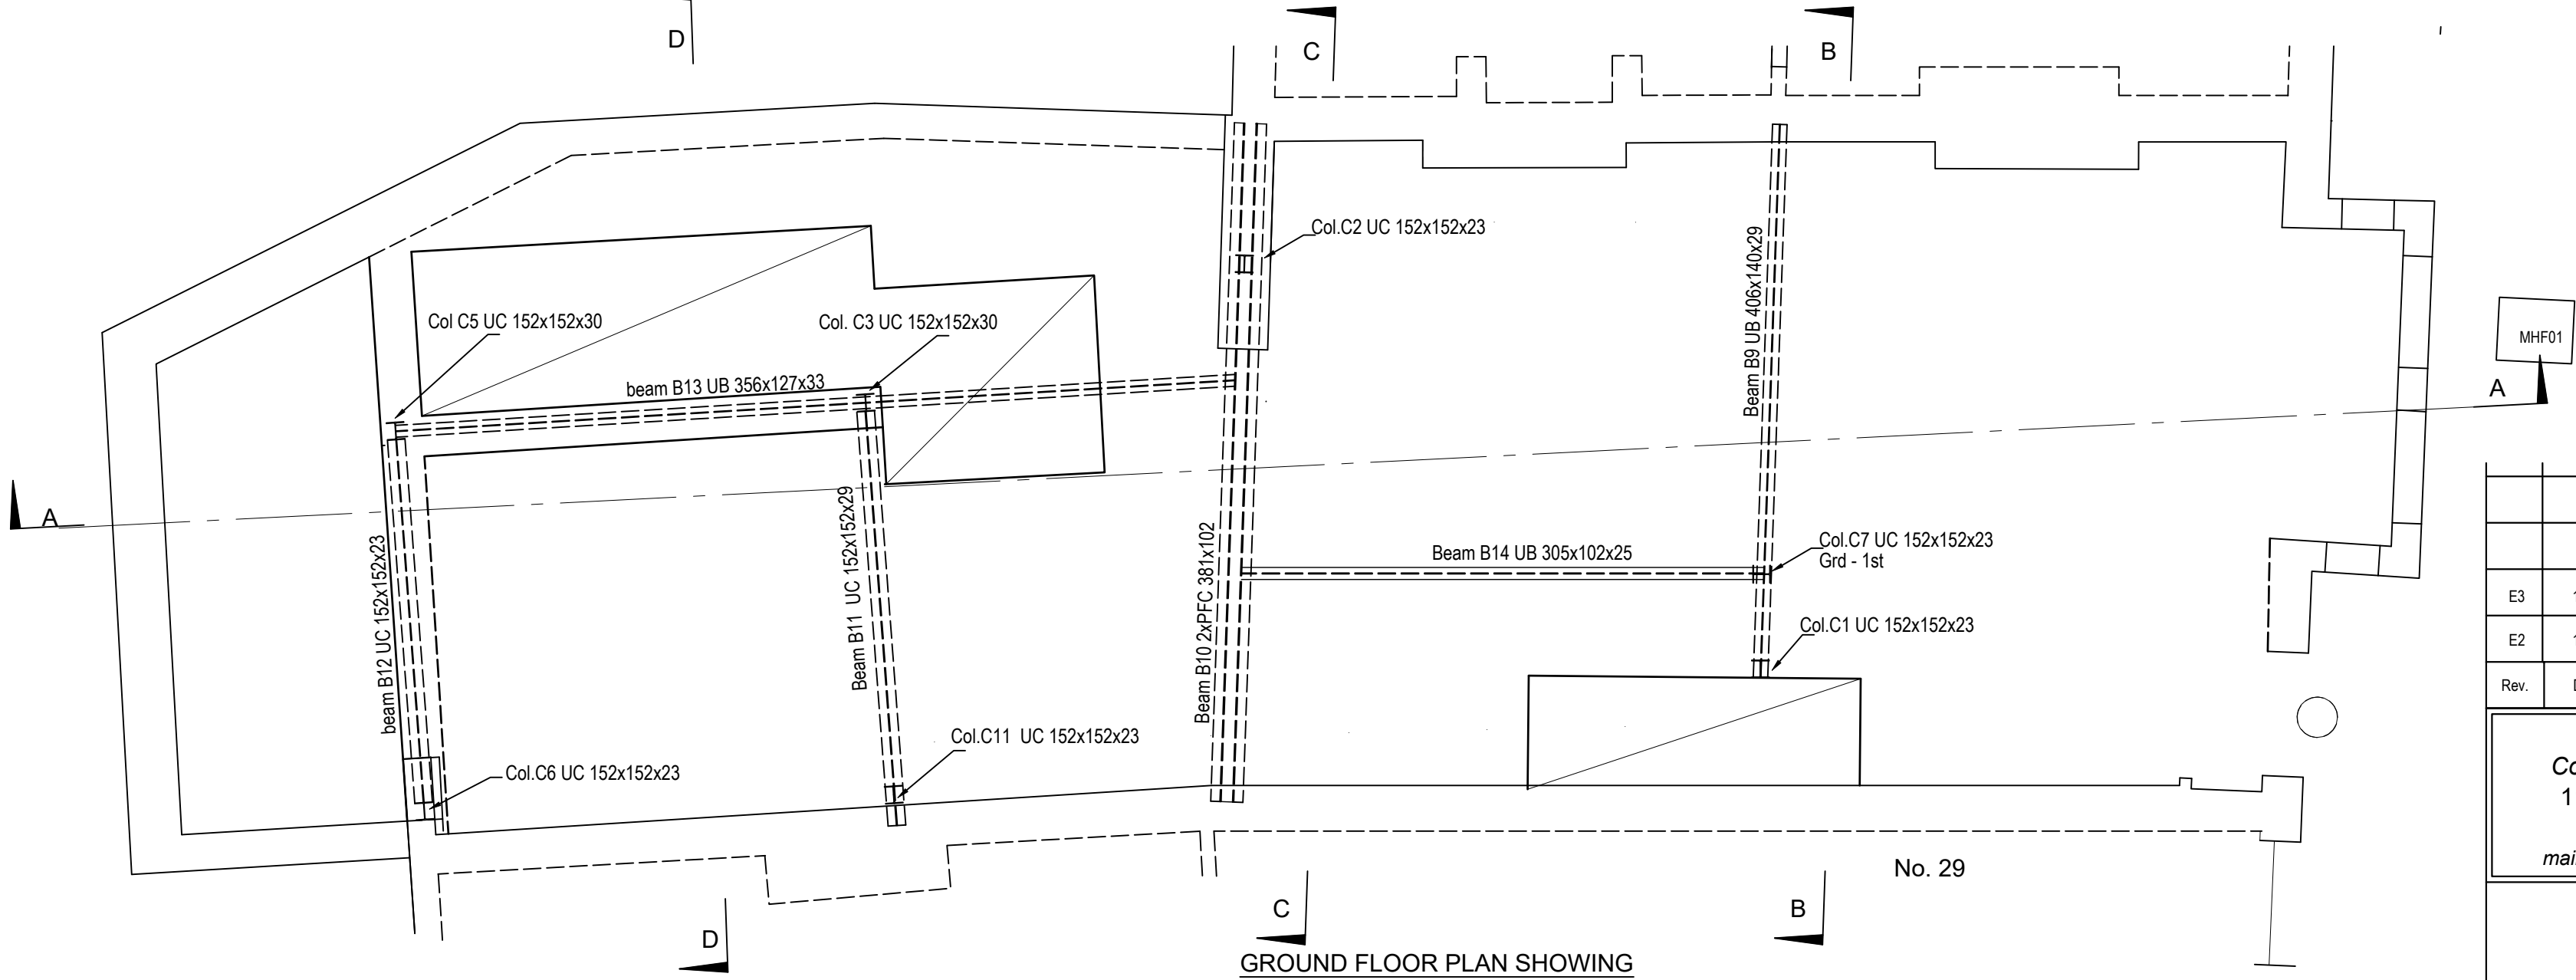 D
C
B
Col.C2 UC 152x152x23
Beam B9 UB 406x140x29
Col C5 UC 152x152x30
Col. C3 UC 152x152x30
MHF01
beam B13 UB 356x127x33
A
A
beam B12 UC 152x152x23
Beam B11 UC 152x152x29
Beam B10 2xPFC 381x102
Beam B14 UB 305x102x25
Col.C7 UC 152x152x23
Grd - 1st
Col.C1 UC 152x152x23
E3
E2
Rev.
Col.C11 UC 152x152x23
Col.C6 UC 152x152x23
Co
1
mai
No. 29
C
B
D
GROUND FLOOR PLAN SHOWING